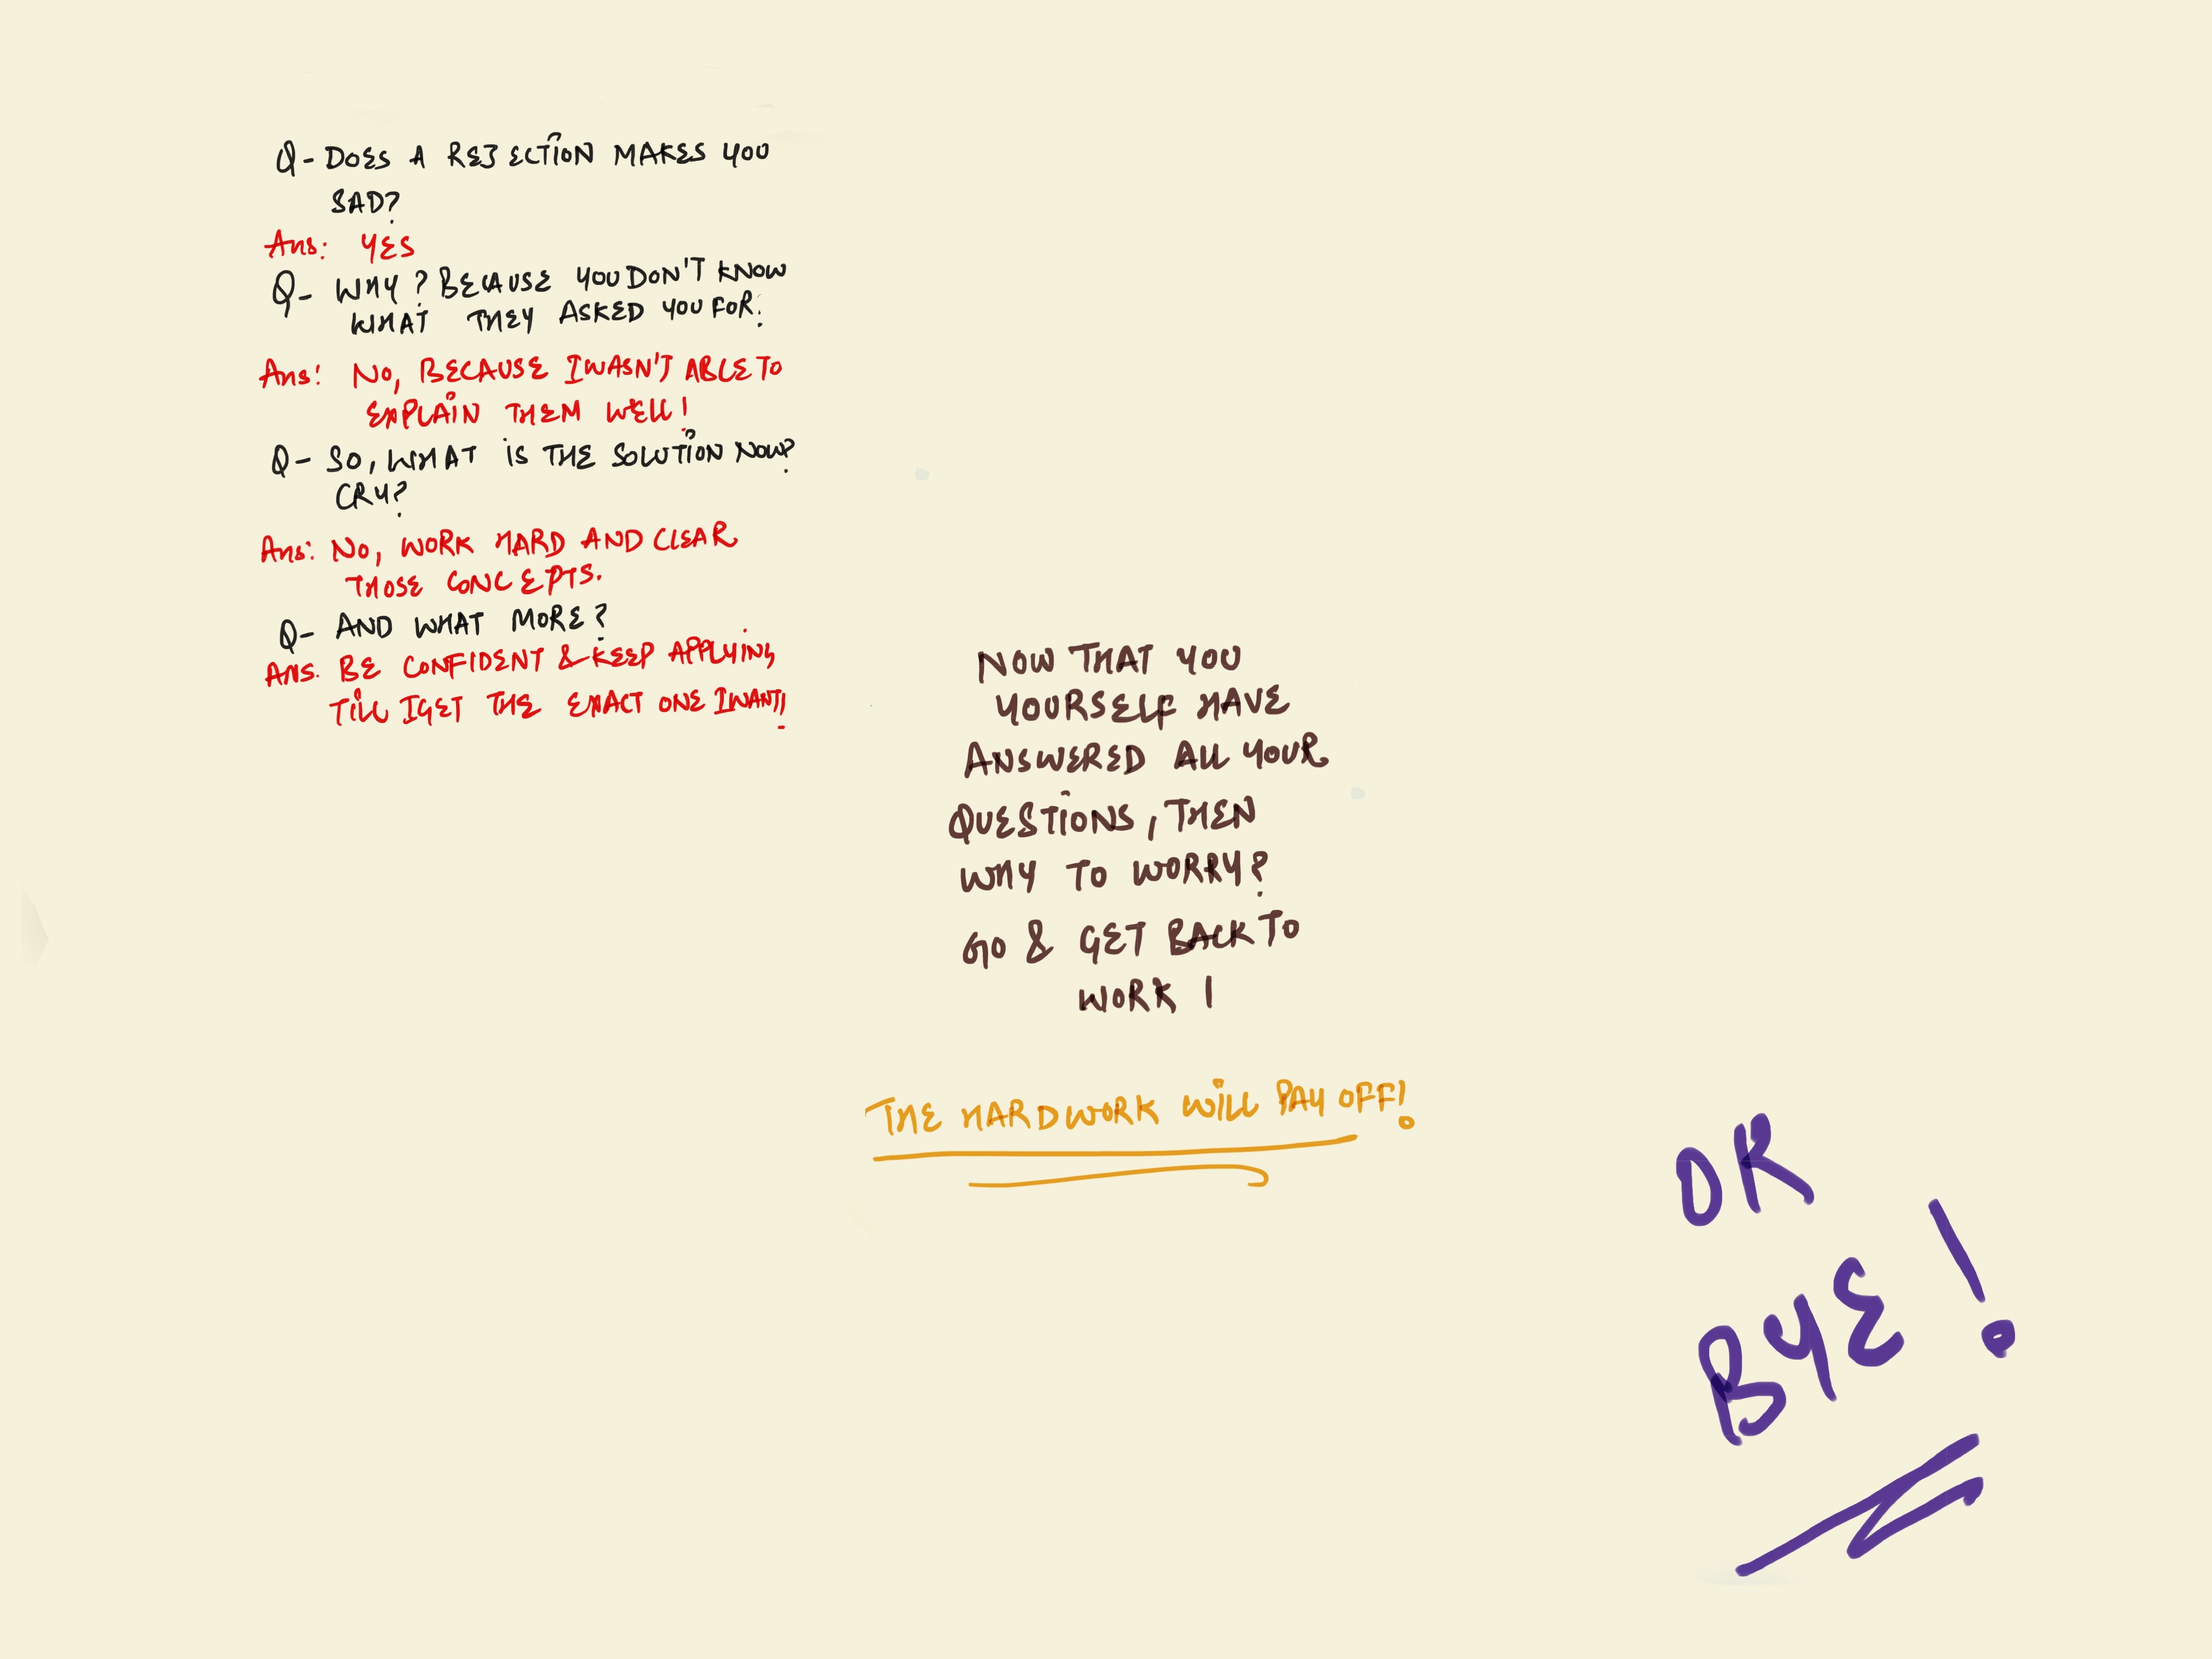 Q- DOES A REJECTION MAKES YOU
SAD?
Ans: YES
Q- WHY? BECAUSE YOU DON'T KNOW
WHAT THEY ASKED YOU FOR.
Ans: NO, BECAUSE I WASN'T ABLE TO
EXPLAIN THEM WELL!
Q- SO, WHAT IS THE SOLUTION NOW?
CRY?
Ans: NO, WORK HARD AND CLEAR
THOSE CONCEPTS.
Q- AND WHAT MORE?
ANS. BE CONFIDENT & KEEP APPLYING
TILL I GET THE EXACT ONE I WANT!
NOW THAT YOU
YOURSELF HAVE
ANSWERED ALL YOUR
QUESTIONS, THEN
WHY TO WORRY?
GO & GET BACK TO
WORK !
THE HARDWORK WILL PAY OFF!
OK
BYE!